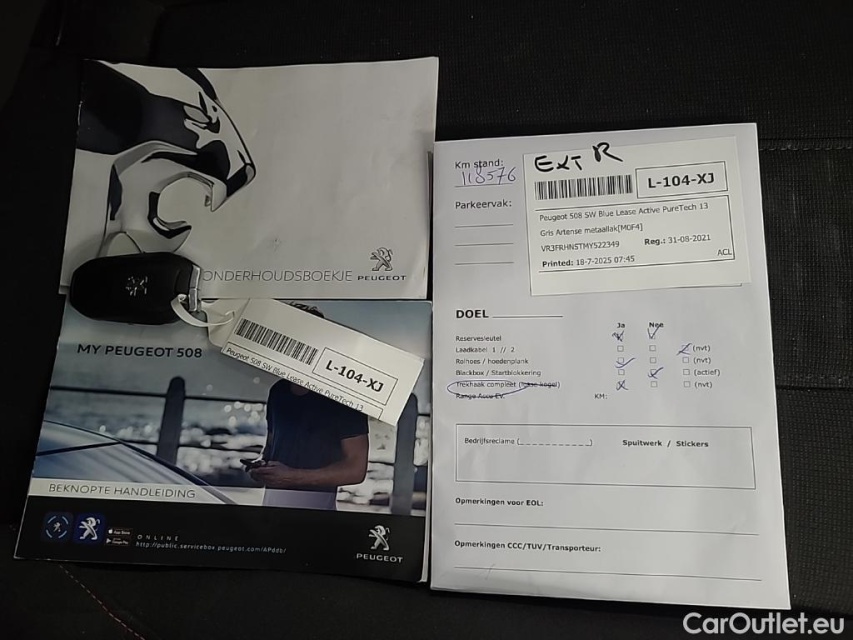 ONDERHOUDSBOEKJE PEUGEOT
MY PEUGEOT 508
Peugeot 508 SW Blue Lease Active PureTech 13
L-104-XJ
BEKNOPTE HANDLEIDING
ONLINE
http://public.servicebox.peugeot.com/APddb/
PEUGEOT
Km stand:
118576
Parkeervak:
EXT R
L-104-XJ
Peugeot 508 SW Blue Lease Active PureTech 13
Gris Artense metaallak[M0F4]
VR3FRHNSTMY522349 Reg.: 31-08-2021
Printed: 18-7-2025 07:45 ACL
DOEL
Ja Nee
Reservesleutel
Laadkabel 1 // 2 (nvt)
Rolhoes / hoedenplank (nvt)
Blackbox / Startblokkering (actief)
Trekhaak compleet (losse kogel) (nvt)
Range Accu EV. KM:
Bedrijfsreclame [ ] Spuitwerk / Stickers
Opmerkingen voor EOL:
Opmerkingen CCC/TUV/Transporteur:
CarOutlet.eu